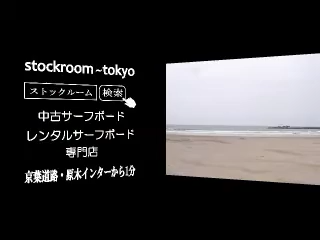 stockroom ~tokyo
ストックルーム 検索
中古サーフボード
レンタルサーフボード
専門店
京葉道路・原木インターから1分